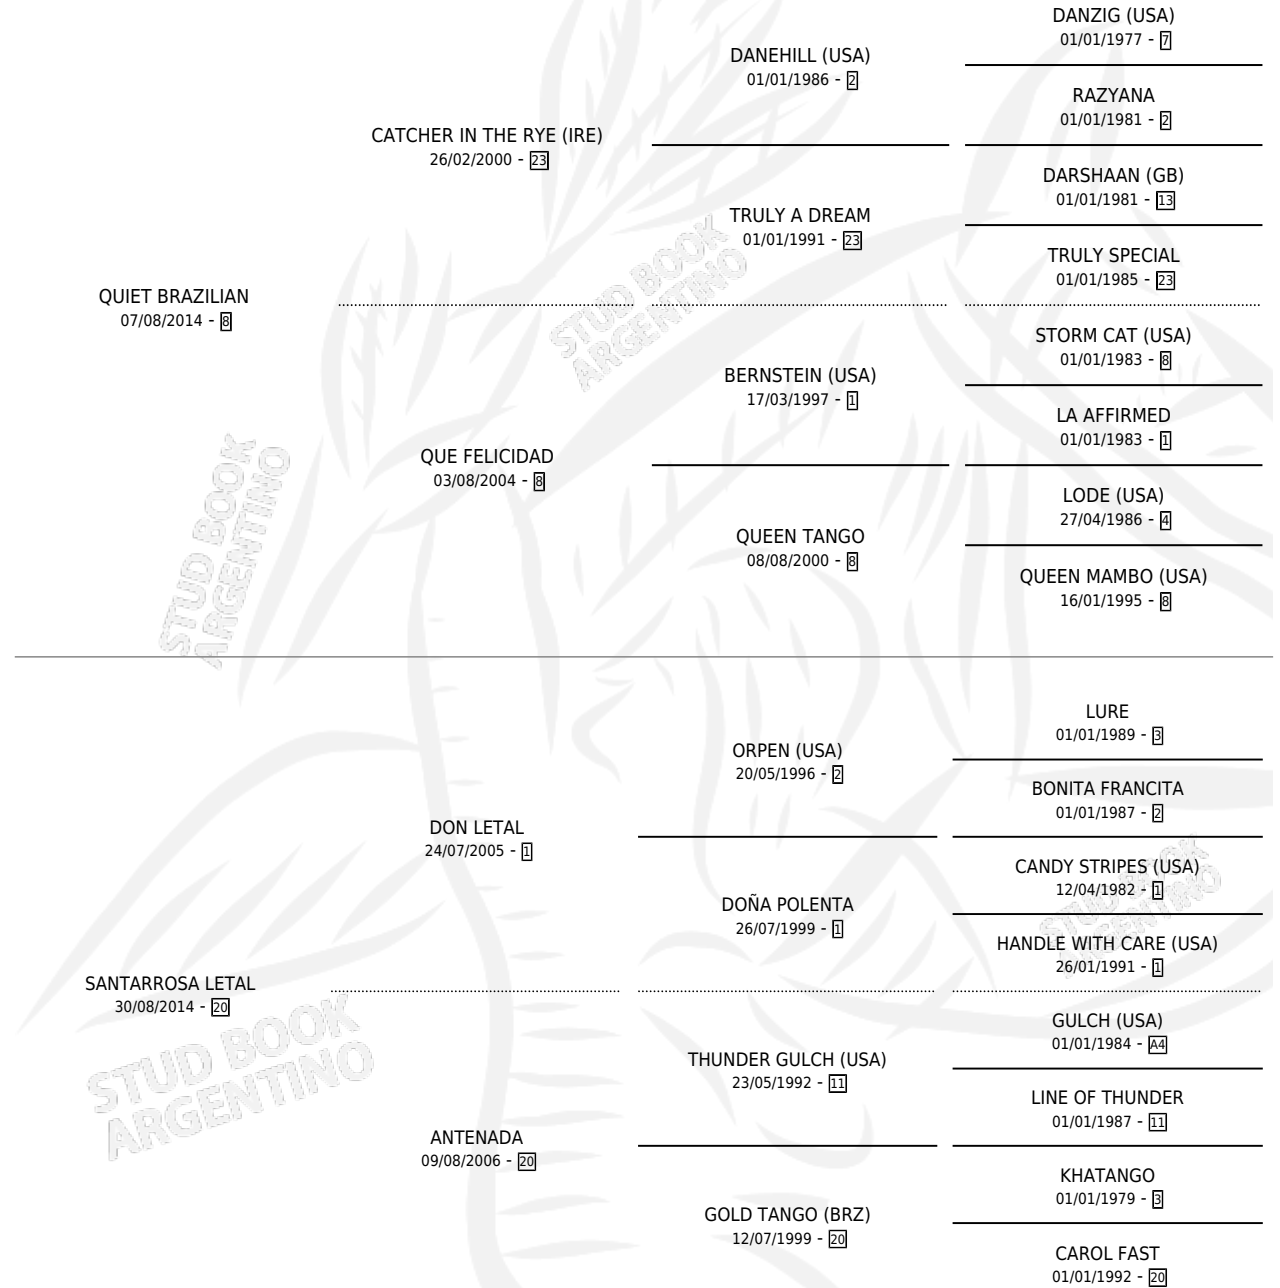 DANZIG (USA)
01/01/1977 - 7
DANEHILL (USA)
01/01/1986 - 2
RAZYANA
01/01/1981 - 2
CATCHER IN THE RYE (IRE)
26/02/2000 - 23
DARSHAAN (GB)
01/01/1981 - 13
TRULY A DREAM
01/01/1991 - 23
TRULY SPECIAL
01/01/1985 - 23
QUIET BRAZILIAN
07/08/2014 - 8
STORM CAT (USA)
01/01/1983 - 8
BERNSTEIN (USA)
17/03/1997 - 1
LA AFFIRMED
01/01/1983 - 1
QUE FELICIDAD
03/08/2004 - 8
LODE (USA)
27/04/1986 - 4
QUEEN TANGO
08/08/2000 - 8
QUEEN MAMBO (USA)
16/01/1995 - 8
LURE
01/01/1989 - 3
ORPEN (USA)
20/05/1996 - 2
BONITA FRANCITA
01/01/1987 - 2
DON LETAL
24/07/2005 - 1
CANDY STRIPES (USA)
12/04/1982 - 1
DOÑA POLENTA
26/07/1999 - 1
HANDLE WITH CARE (USA)
26/01/1991 - 1
SANTARROSA LETAL
30/08/2014 - 20
GULCH (USA)
01/01/1984 - A4
THUNDER GULCH (USA)
23/05/1992 - 11
LINE OF THUNDER
01/01/1987 - 11
ANTENADA
09/08/2006 - 20
KHATANGO
01/01/1979 - 3
GOLD TANGO (BRZ)
12/07/1999 - 20
CAROL FAST
01/01/1992 - 20
STUD BOOK
ARGENTINO
STUD BOOK
ARGENTINO
STUD BOOK
ARGENTINO
STUD BOOK
ARGENTINO